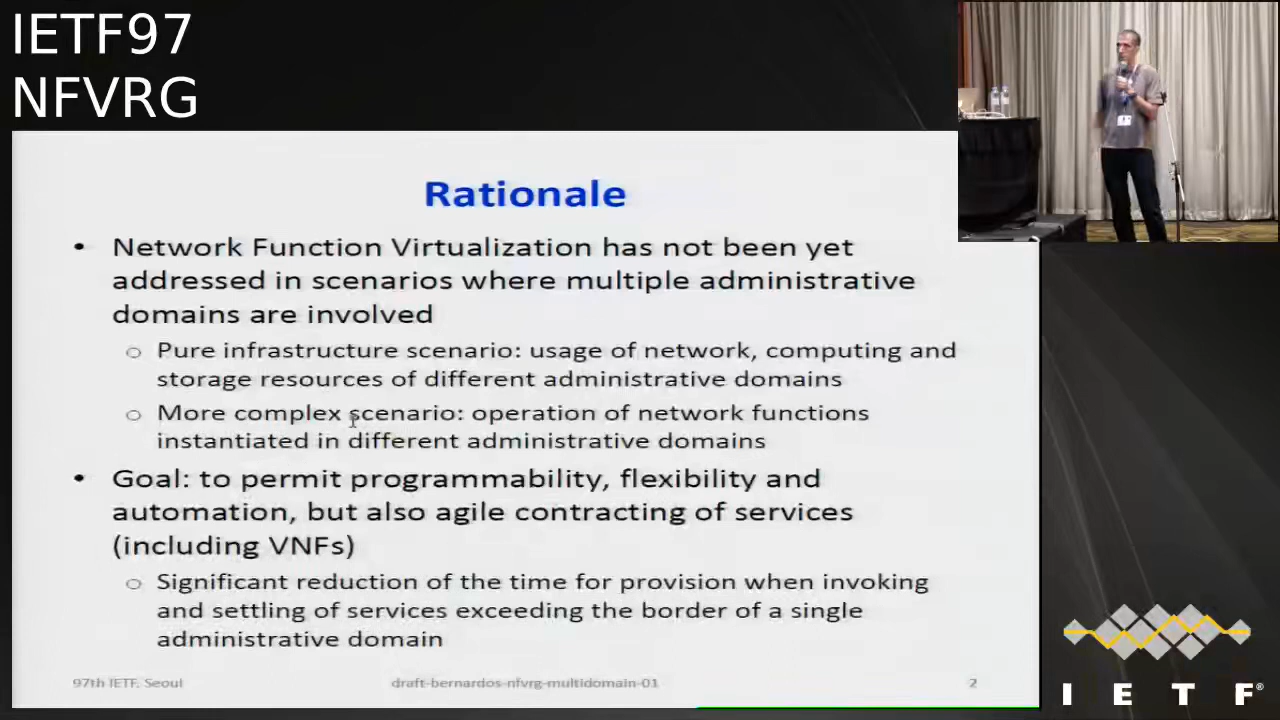 IETF97
NFVRG
Rationale
• Network Function Virtualization has not been yet
addressed in scenarios where multiple administrative
domains are involved
○ Pure infrastructure scenario: usage of network, computing and
storage resources of different administrative domains
○ More complex scenario: operation of network functions
instantiated in different administrative domains
• Goal: to permit programmability, flexibility and
automation, but also agile contracting of services
(including VNFs)
○ Significant reduction of the time for provision when invoking
and settling of services exceeding the border of a single
administrative domain
97th IETF, Seoul draft-bernardos-nfvrg-multidomain-01 2
I E T F®